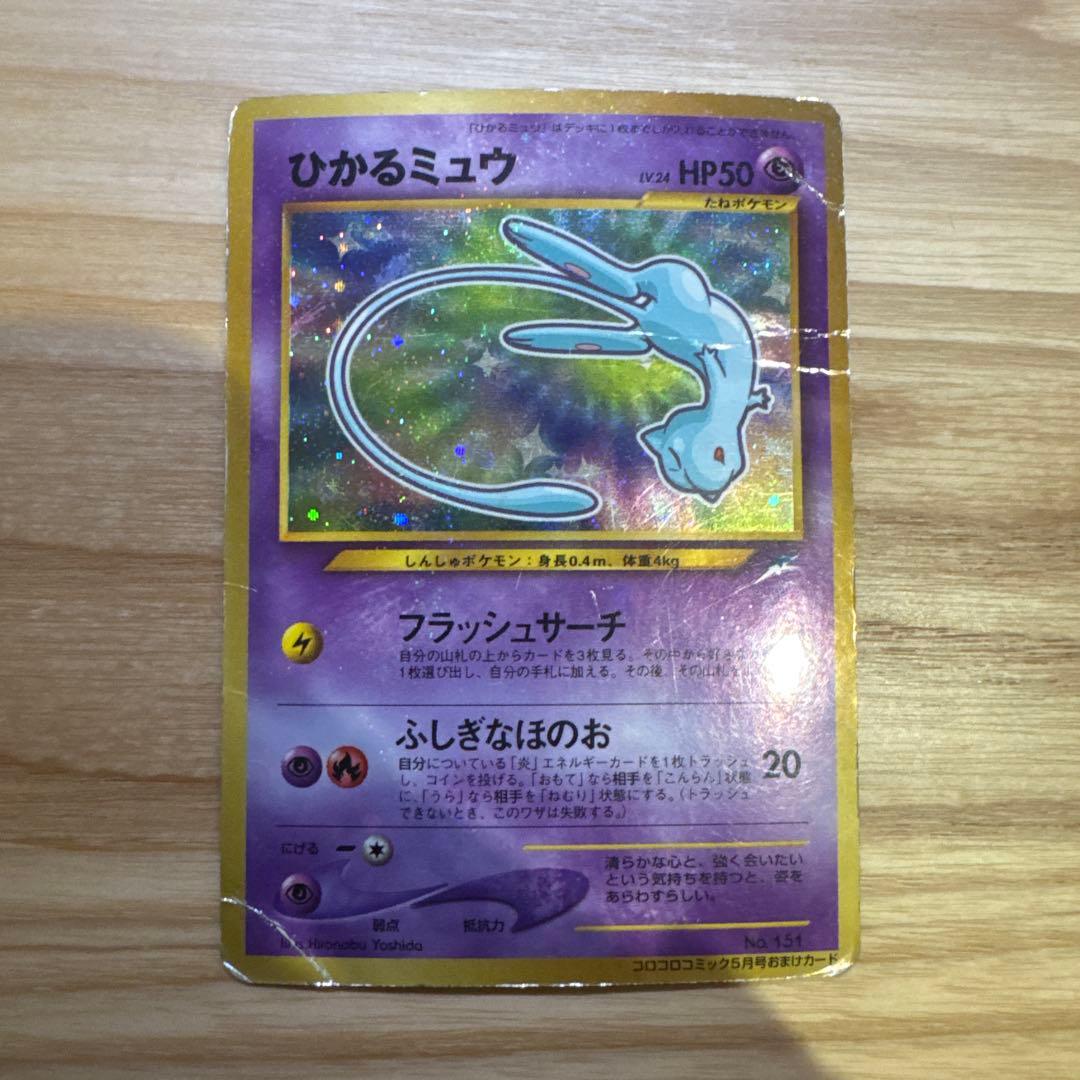 「ひかるミュウ」はデッキに1枚までしか入れることができません。
ひかるミュウ
LV.24 HP50
たねポケモン
しんしゅポケモン：身長0.4m、体重4kg
フラッシュサーチ
自分の山札の上からカードを3枚見る。その中から好きな
1枚選び出し、自分の手札に加える。その後、その山札を
ふしぎなほのお
20
自分についている「炎」エネルギーカードを1枚トラッシュ
し、コインを投げる。「おもて」なら相手を「こんらん」状態
に、「うら」なら相手を「ねむり」状態にする。（トラッシュ
できないとき、このワザは失敗する。）
にげる
清らかな心と、強く会いたい
という気持ちを持つと、姿を
あらわすらしい。
弱点 抵抗力
Illus. Hironobu Yoshida
No. 151
コロコロコミック5月号おまけカード